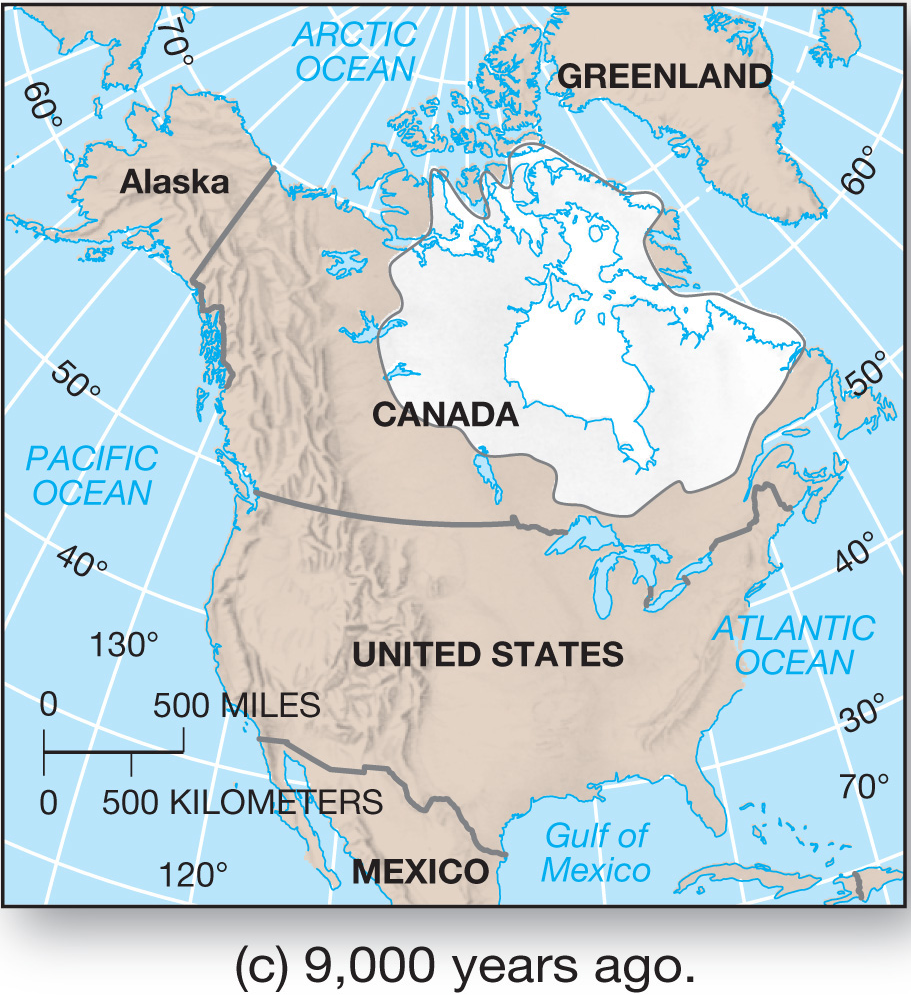 70°
ARCTIC
OCEAN
GREENLAND
60°
60°
Alaska
50°
50°
CANADA
PACIFIC
OCEAN
40°
40°
130°
UNITED STATES
ATLANTIC
OCEAN
0 500 MILES
30°
0 500 KILOMETERS
70°
Gulf of
Mexico
120°
MEXICO
(c) 9,000 years ago.